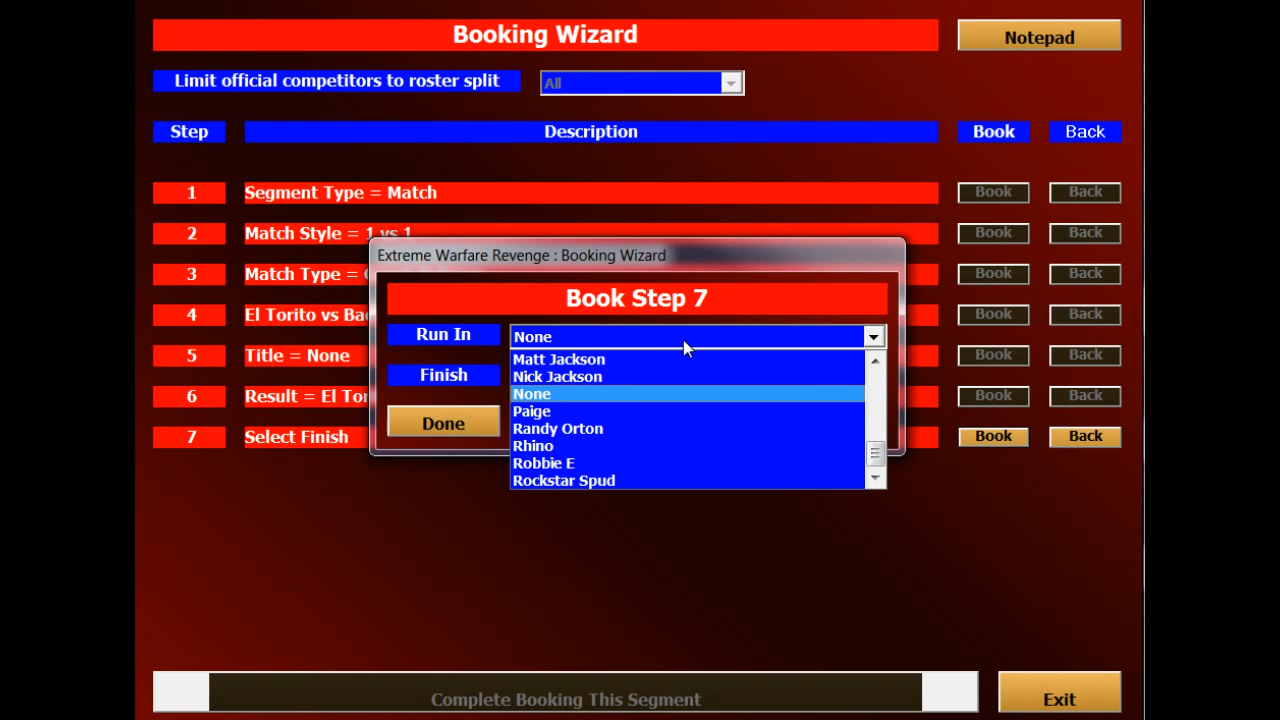 Booking Wizard
Notepad
Limit official competitors to roster split
All
Step
Description
Book
Back
1
Segment Type = Match
Book
Back
2
Match Style = 1 vs 1
Book
Back
3
Match Type =
Book
Back
4
El Torito vs
Book
Back
5
Title = None
Book
Back
6
Result = El
Book
Back
7
Select Finish
Book
Back
Extreme Warfare Revenge : Booking Wizard
Book Step 7
Run In
None
Finish
Done
Matt Jackson
Nick Jackson
None
Paige
Randy Orton
Rhino
Robbie E
Rockstar Spud
Complete Booking This Segment
Exit